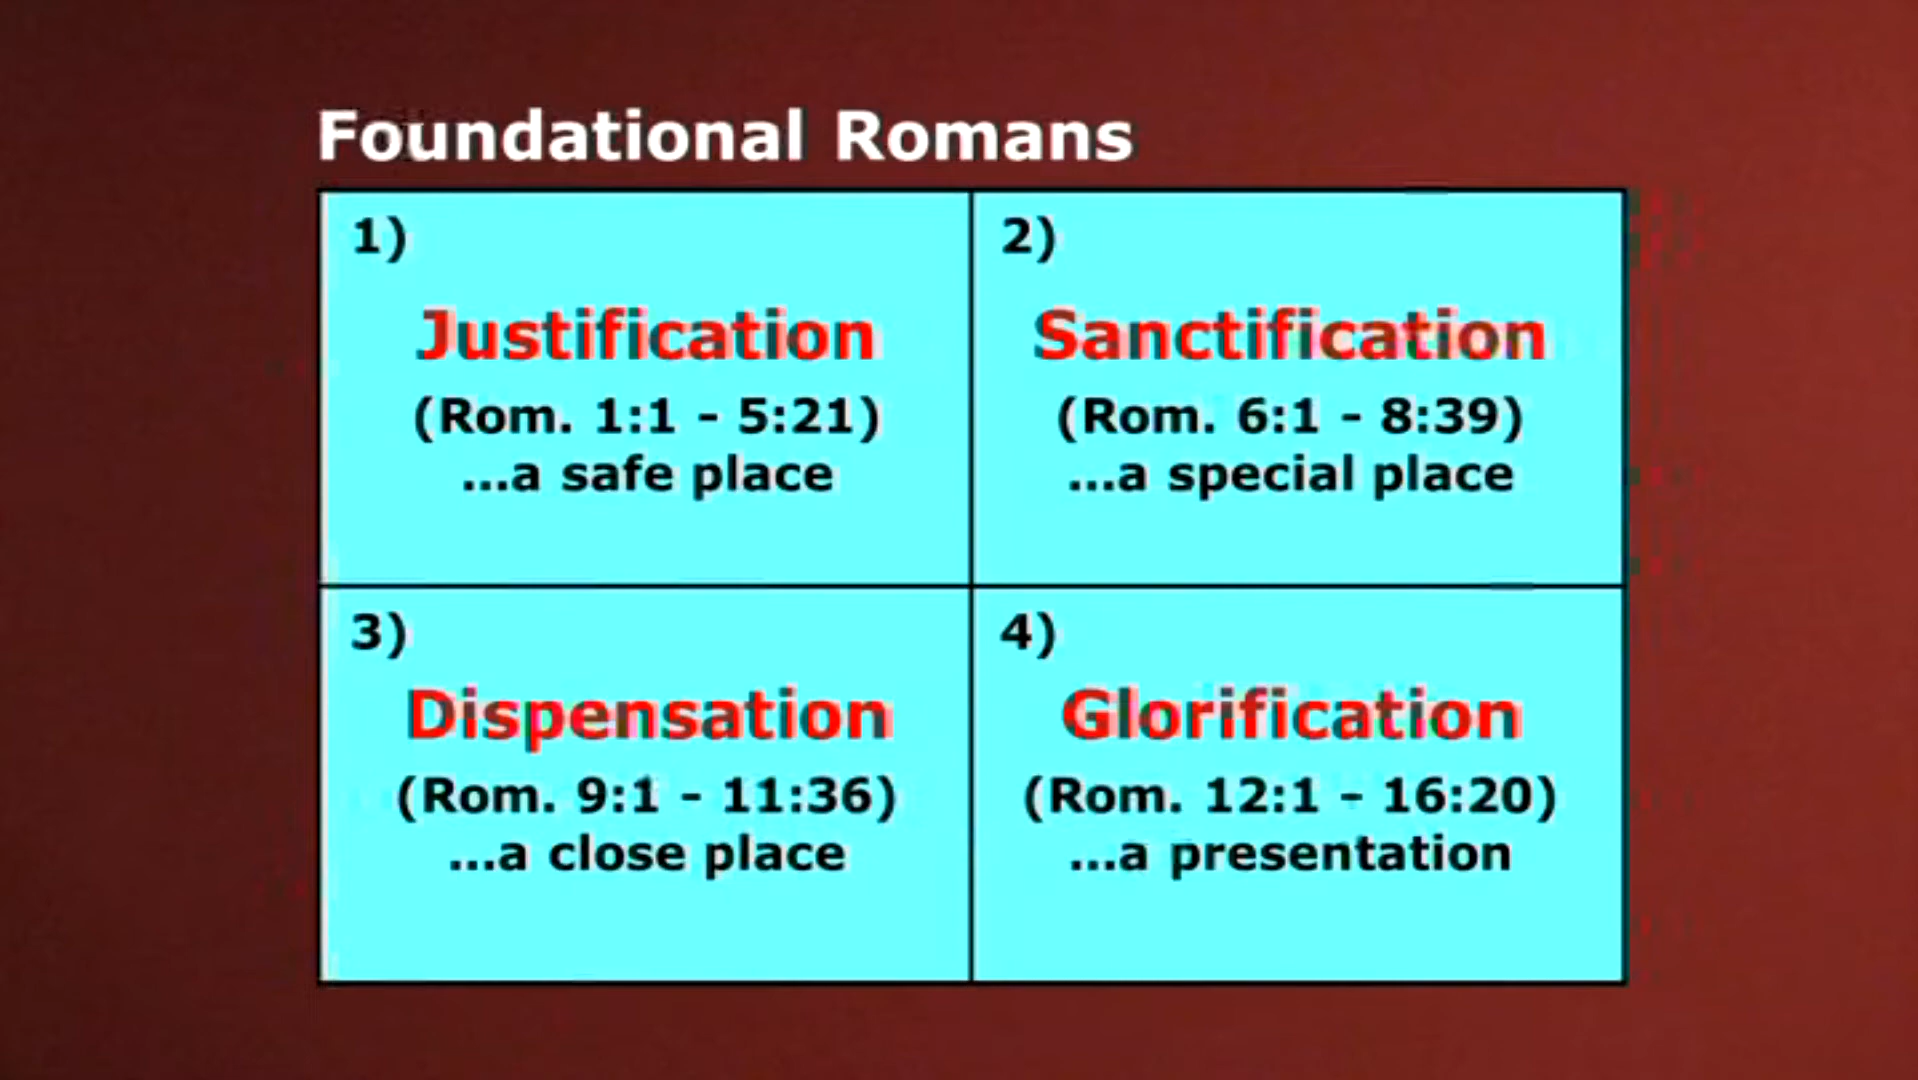 Foundational Romans
1)
Justification
(Rom. 1:1 - 5:21)
...a safe place
2)
Sanctification
(Rom. 6:1 - 8:39)
...a special place
3)
Dispensation
(Rom. 9:1 - 11:36)
...a close place
4)
Glorification
(Rom. 12:1 - 16:20)
...a presentation